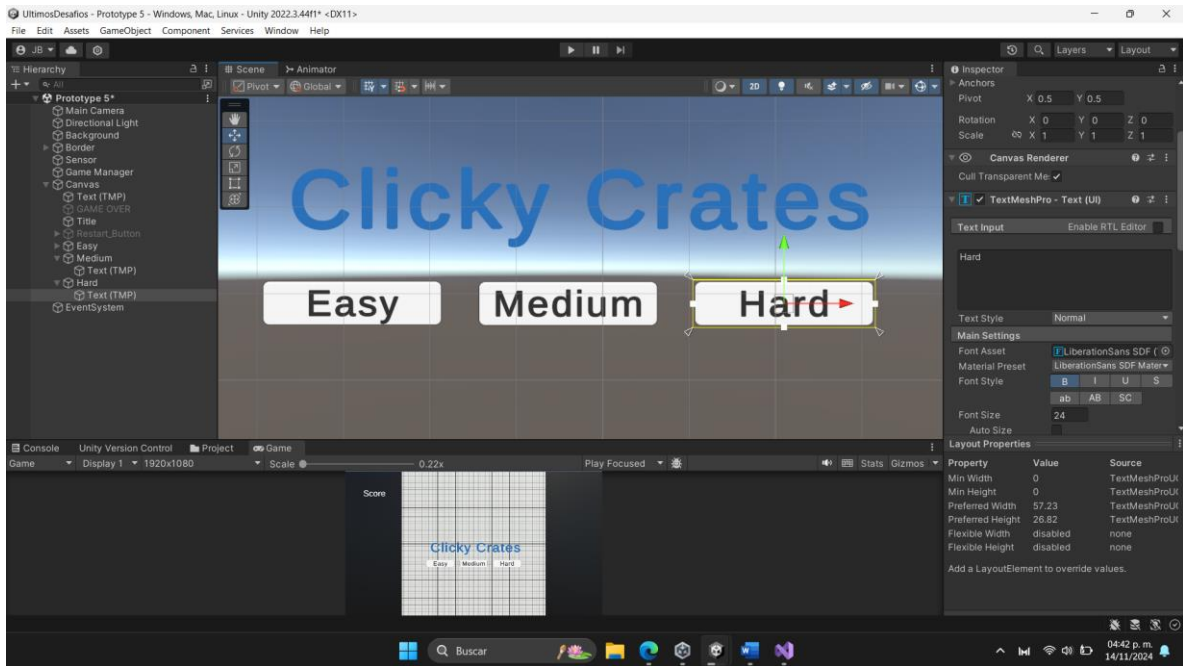 UltimosDesafios - Prototype 5 - Windows, Mac, Linux - Unity 2022.3.44f1* <DX11>
File Edit Assets GameObject Component Services Window Help
JB
Layers Layout
Hierarchy
All
Prototype 5*
Main Camera
Directional Light
Background
Border
Sensor
Game Manager
Canvas
Text (TMP)
GAME OVER
Title
Restart_Button
Easy
Medium
Text (TMP)
Hard
Text (TMP)
EventSystem
Scene Animator
Pivot Global 2D
Clicky Crates
Easy Medium Hard
Inspector
Anchors
Pivot X 0.5 Y 0.5
Rotation X 0 Y 0 Z 0
Scale X 1 Y 1 Z 1
Canvas Renderer
Cull Transparent Me
TextMeshPro - Text (UI)
Text Input Enable RTL Editor
Hard
Text Style Normal
Main Settings
Font Asset LiberationSans SDF (
Material Preset LiberationSans SDF Mater
Font Style B I U S
ab AB SC
Font Size 24
Auto Size
Layout Properties
Property Value Source
Min Width 0 TextMeshProU
Min Height 0 TextMeshProU
Preferred Width 57.23 TextMeshProU
Preferred Height 26.82 TextMeshProU
Flexible Width disabled none
Flexible Height disabled none
Add a LayoutElement to override values.
Console Unity Version Control Project Game
Game Display 1 1920x1080 Scale 0.22x Play Focused Stats Gizmos
Score
Clicky Crates
Easy Medium Hard
Buscar
04:42 p. m.
14/11/2024